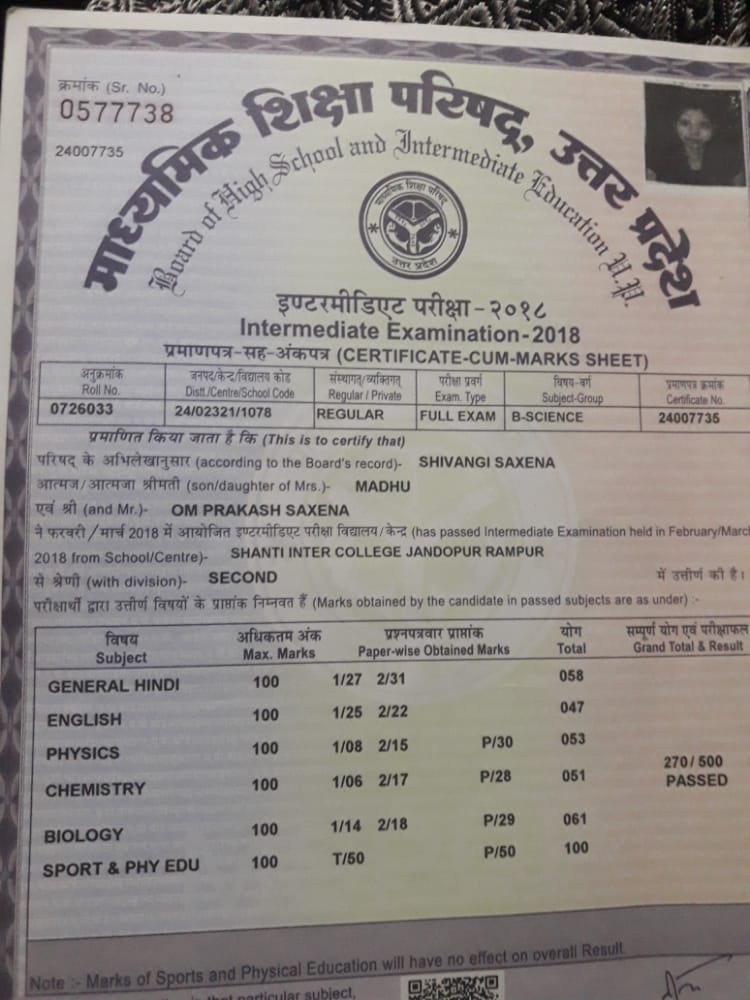 क्रमांक (Sr. No.)
0577738
24007735
माध्यमिक शिक्षा परिषद्, उत्तर प्रदेश
Board of High School and Intermediate Education U.P.
माध्यमिक शिक्षा परिषद्
उत्तर प्रदेश
इण्टरमीडिएट परीक्षा - २०१८
Intermediate Examination-2018
प्रमाणपत्र-सह-अंकपत्र (CERTIFICATE-CUM-MARKS SHEET)
अनुक्रमांक जनपद/केन्द्र/विद्यालय कोड संस्थागत/व्यक्तिगत परीक्षा प्रवर्ग विषय-वर्ग प्रमाणपत्र क्रमांक
Roll No. Distt./Centre/School Code Regular / Private Exam. Type Subject-Group Certificate No.
0726033 24/02321/1078 REGULAR FULL EXAM B-SCIENCE 24007735
प्रमाणित किया जाता है कि (This is to certify that)
परिषद के अभिलेखानुसार (according to the Board's record)- SHIVANGI SAXENA
आत्मज/आत्मजा श्रीमती (son/daughter of Mrs.)- MADHU
एवं श्री (and Mr.)- OM PRAKASH SAXENA
ने फरवरी/मार्च 2018 में आयोजित इण्टरमीडिएट परीक्षा विद्यालय/केन्द्र (has passed Intermediate Examination held in February/March
2018 from School/Centre)- SHANTI INTER COLLEGE JANDOPUR RAMPUR
से श्रेणी (with division)- SECOND में उत्तीर्ण की है।
परीक्षार्थी द्वारा उत्तीर्ण विषयों के प्राप्तांक निम्नवत हैं (Marks obtained by the candidate in passed subjects are as under) :-
विषय अधिकतम अंक प्रश्नपत्रवार प्राप्तांक योग सम्पूर्ण योग एवं परीक्षाफल
Subject Max. Marks Paper-wise Obtained Marks Total Grand Total & Result
GENERAL HINDI 100 1/27 2/31 058
ENGLISH 100 1/25 2/22 047
PHYSICS 100 1/08 2/15 P/30 053
270/500
CHEMISTRY 100 1/06 2/17 P/28 051 PASSED
BIOLOGY 100 1/14 2/18 P/29 061
SPORT & PHY EDU 100 T/50 P/50 100
Note :- Marks of Sports and Physical Education will have no effect on overall Result.
particular subject,